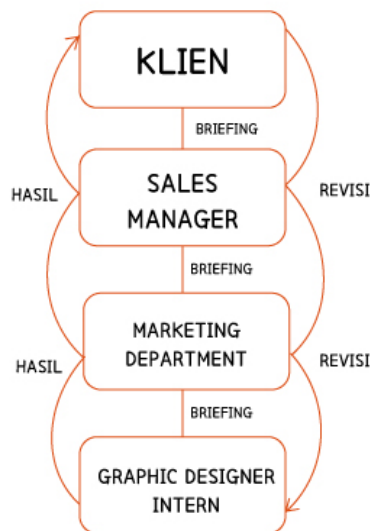 KLIEN
BRIEFING
SALES
MANAGER
HASIL
REVISI
BRIEFING
MARKETING
DEPARTMENT
HASIL
REVISI
BRIEFING
GRAPHIC DESIGNER
INTERN